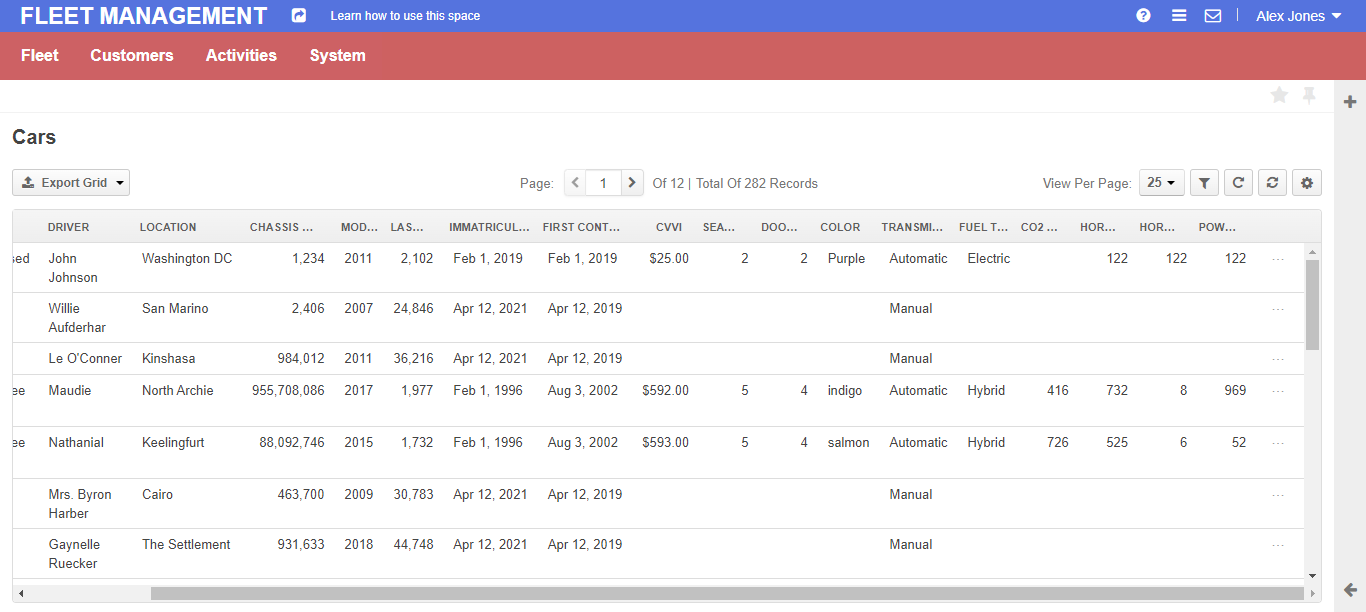 FLEET MANAGEMENT Learn how to use this space Alex Jones
Fleet Customers Activities System
Cars
Export Grid Page: 1 Of 12 | Total Of 282 Records View Per Page: 25
DRIVER LOCATION CHASSIS ... MOD... LAS... IMMATRICUL... FIRST CONT... CVVI SEA... DOO... COLOR TRANSMI... FUEL T... CO2 ... HOR... HOR... POW...
sed John Washington DC 1,234 2011 2,102 Feb 1, 2019 Feb 1, 2019 $25.00 2 2 Purple Automatic Electric 122 122 122 ...
Johnson
Willie San Marino 2,406 2007 24,846 Apr 12, 2021 Apr 12, 2019 Manual ...
Aufderhar
Le O'Conner Kinshasa 984,012 2011 36,216 Apr 12, 2021 Apr 12, 2019 Manual ...
ee Maudie North Archie 955,708,086 2017 1,977 Feb 1, 1996 Aug 3, 2002 $592.00 5 4 indigo Automatic Hybrid 416 732 8 969 ...
ee Nathanial Keelingfurt 88,092,746 2015 1,732 Feb 1, 1996 Aug 3, 2002 $593.00 5 4 salmon Automatic Hybrid 726 525 6 52 ...
Mrs. Byron Cairo 463,700 2009 30,783 Apr 12, 2021 Apr 12, 2019 Manual ...
Harber
Gaynelle The Settlement 931,633 2018 44,748 Apr 12, 2021 Apr 12, 2019 Manual ...
Ruecker